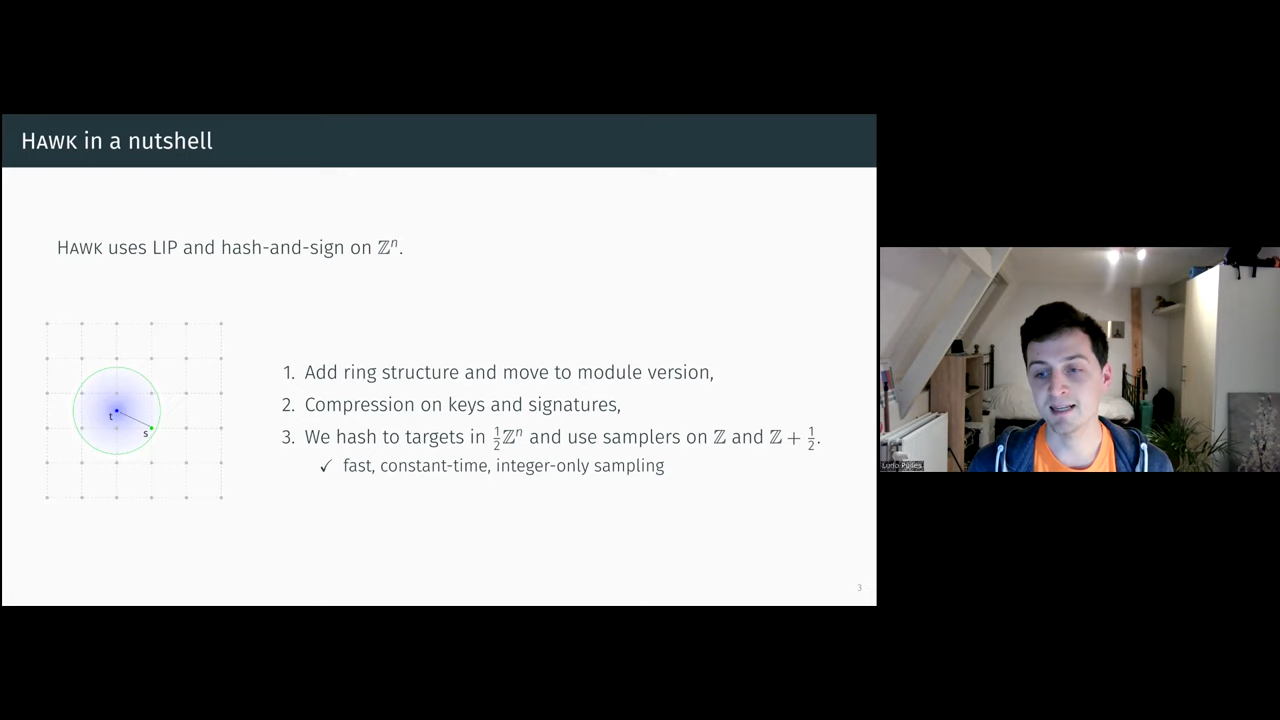 HAWK in a nutshell
HAWK uses LIP and hash-and-sign on ℤⁿ.
t
s
1. Add ring structure and move to module version,
2. Compression on keys and signatures,
3. We hash to targets in ½ℤⁿ and use samplers on ℤ and ℤ + ½.
✓ fast, constant-time, integer-only sampling
3